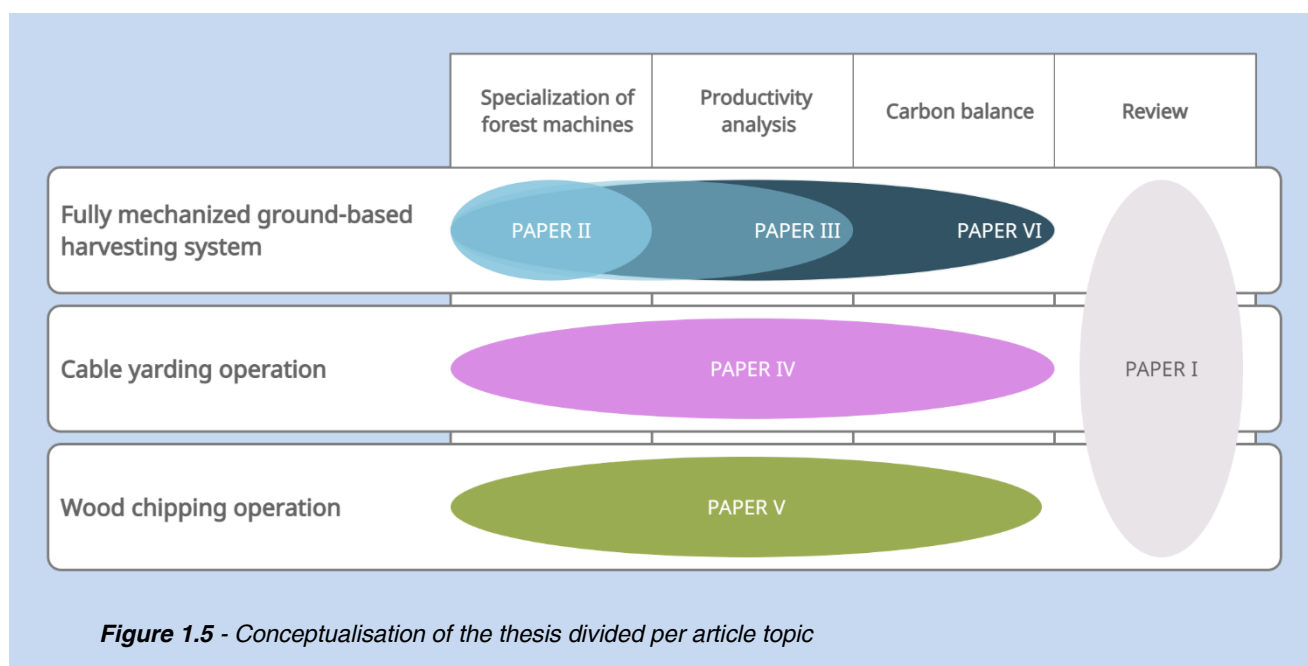 Specialization of
forest machines
Productivity
analysis
Carbon balance
Review
Fully mechanized ground-based
harvesting system
PAPER II
PAPER III
PAPER VI
Cable yarding operation
PAPER IV
PAPER I
Wood chipping operation
PAPER V
Figure 1.5 - Conceptualisation of the thesis divided per article topic